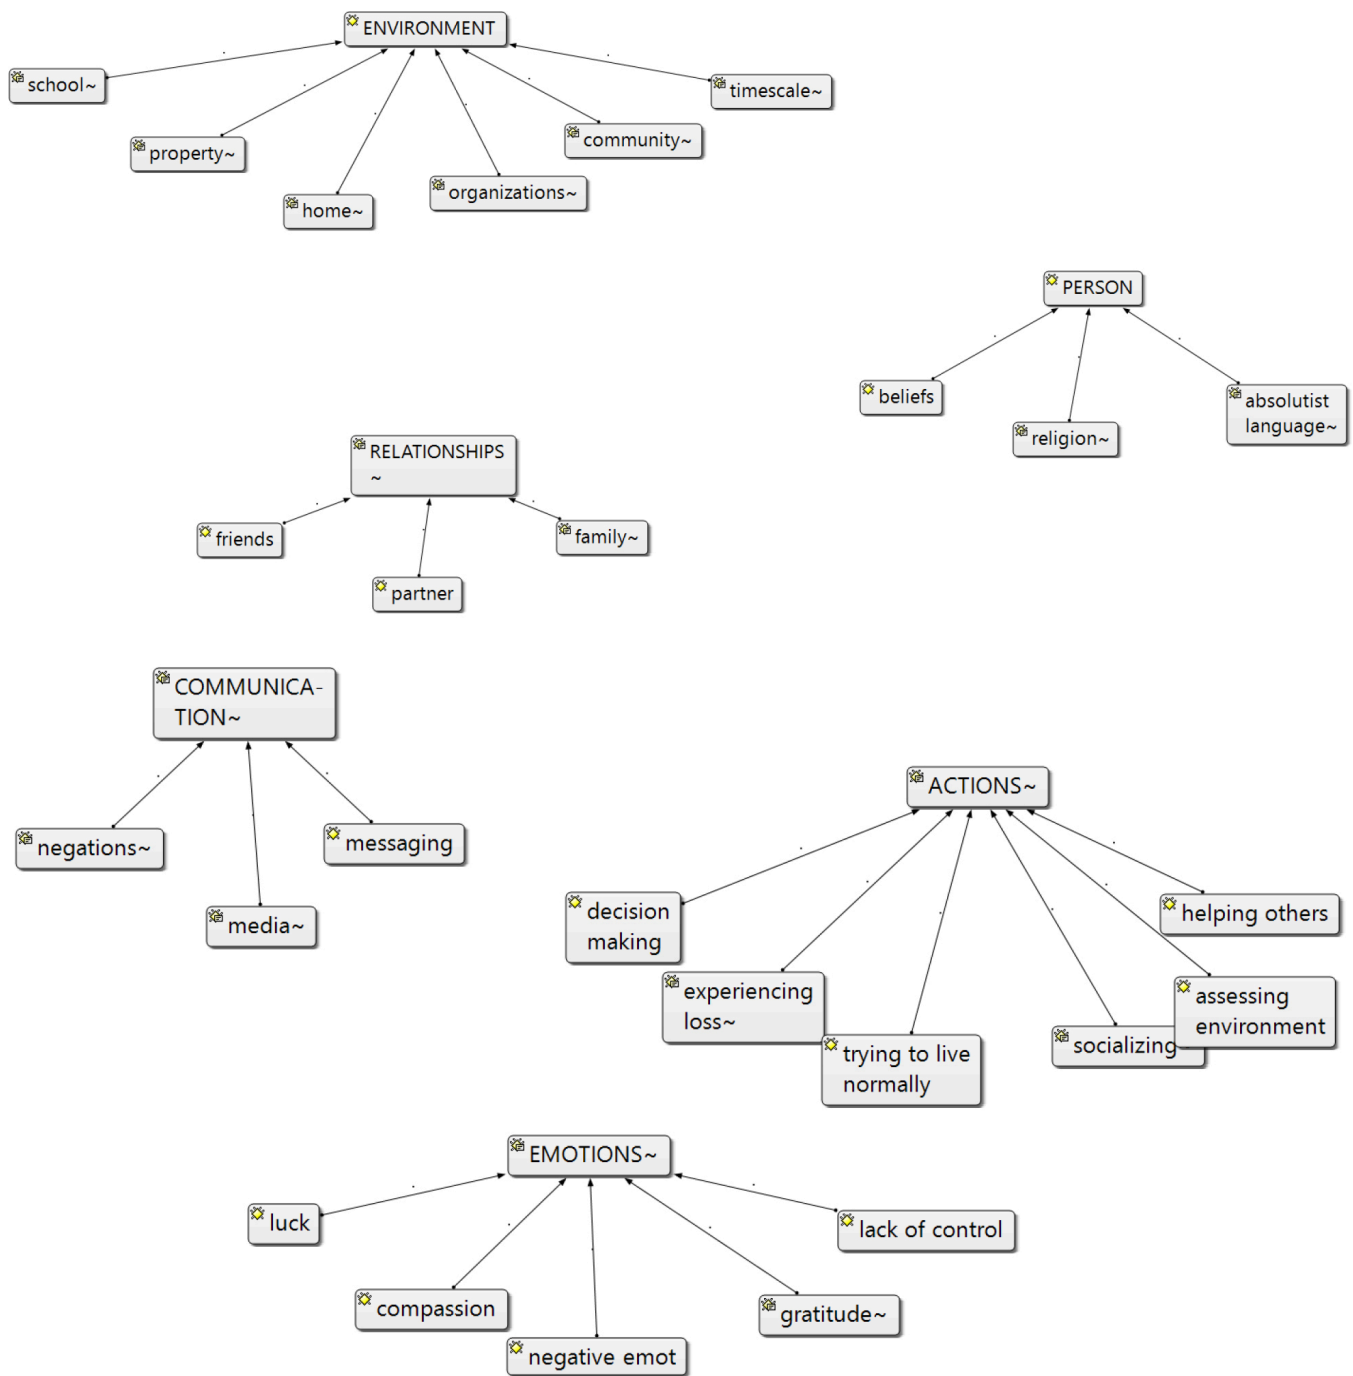 ENVIRONMENT
school~
timescale~
property~
community~
home~
organizations~
PERSON
beliefs
religion~
absolutist
language~
RELATIONSHIPS
~
friends
partner
family~
COMMUNICA-
TION~
negations~
media~
messaging
ACTIONS~
decision
making
experiencing
loss~
trying to live
normally
socializing
assessing
environment
helping others
EMOTIONS~
luck
compassion
negative emot
gratitude~
lack of control